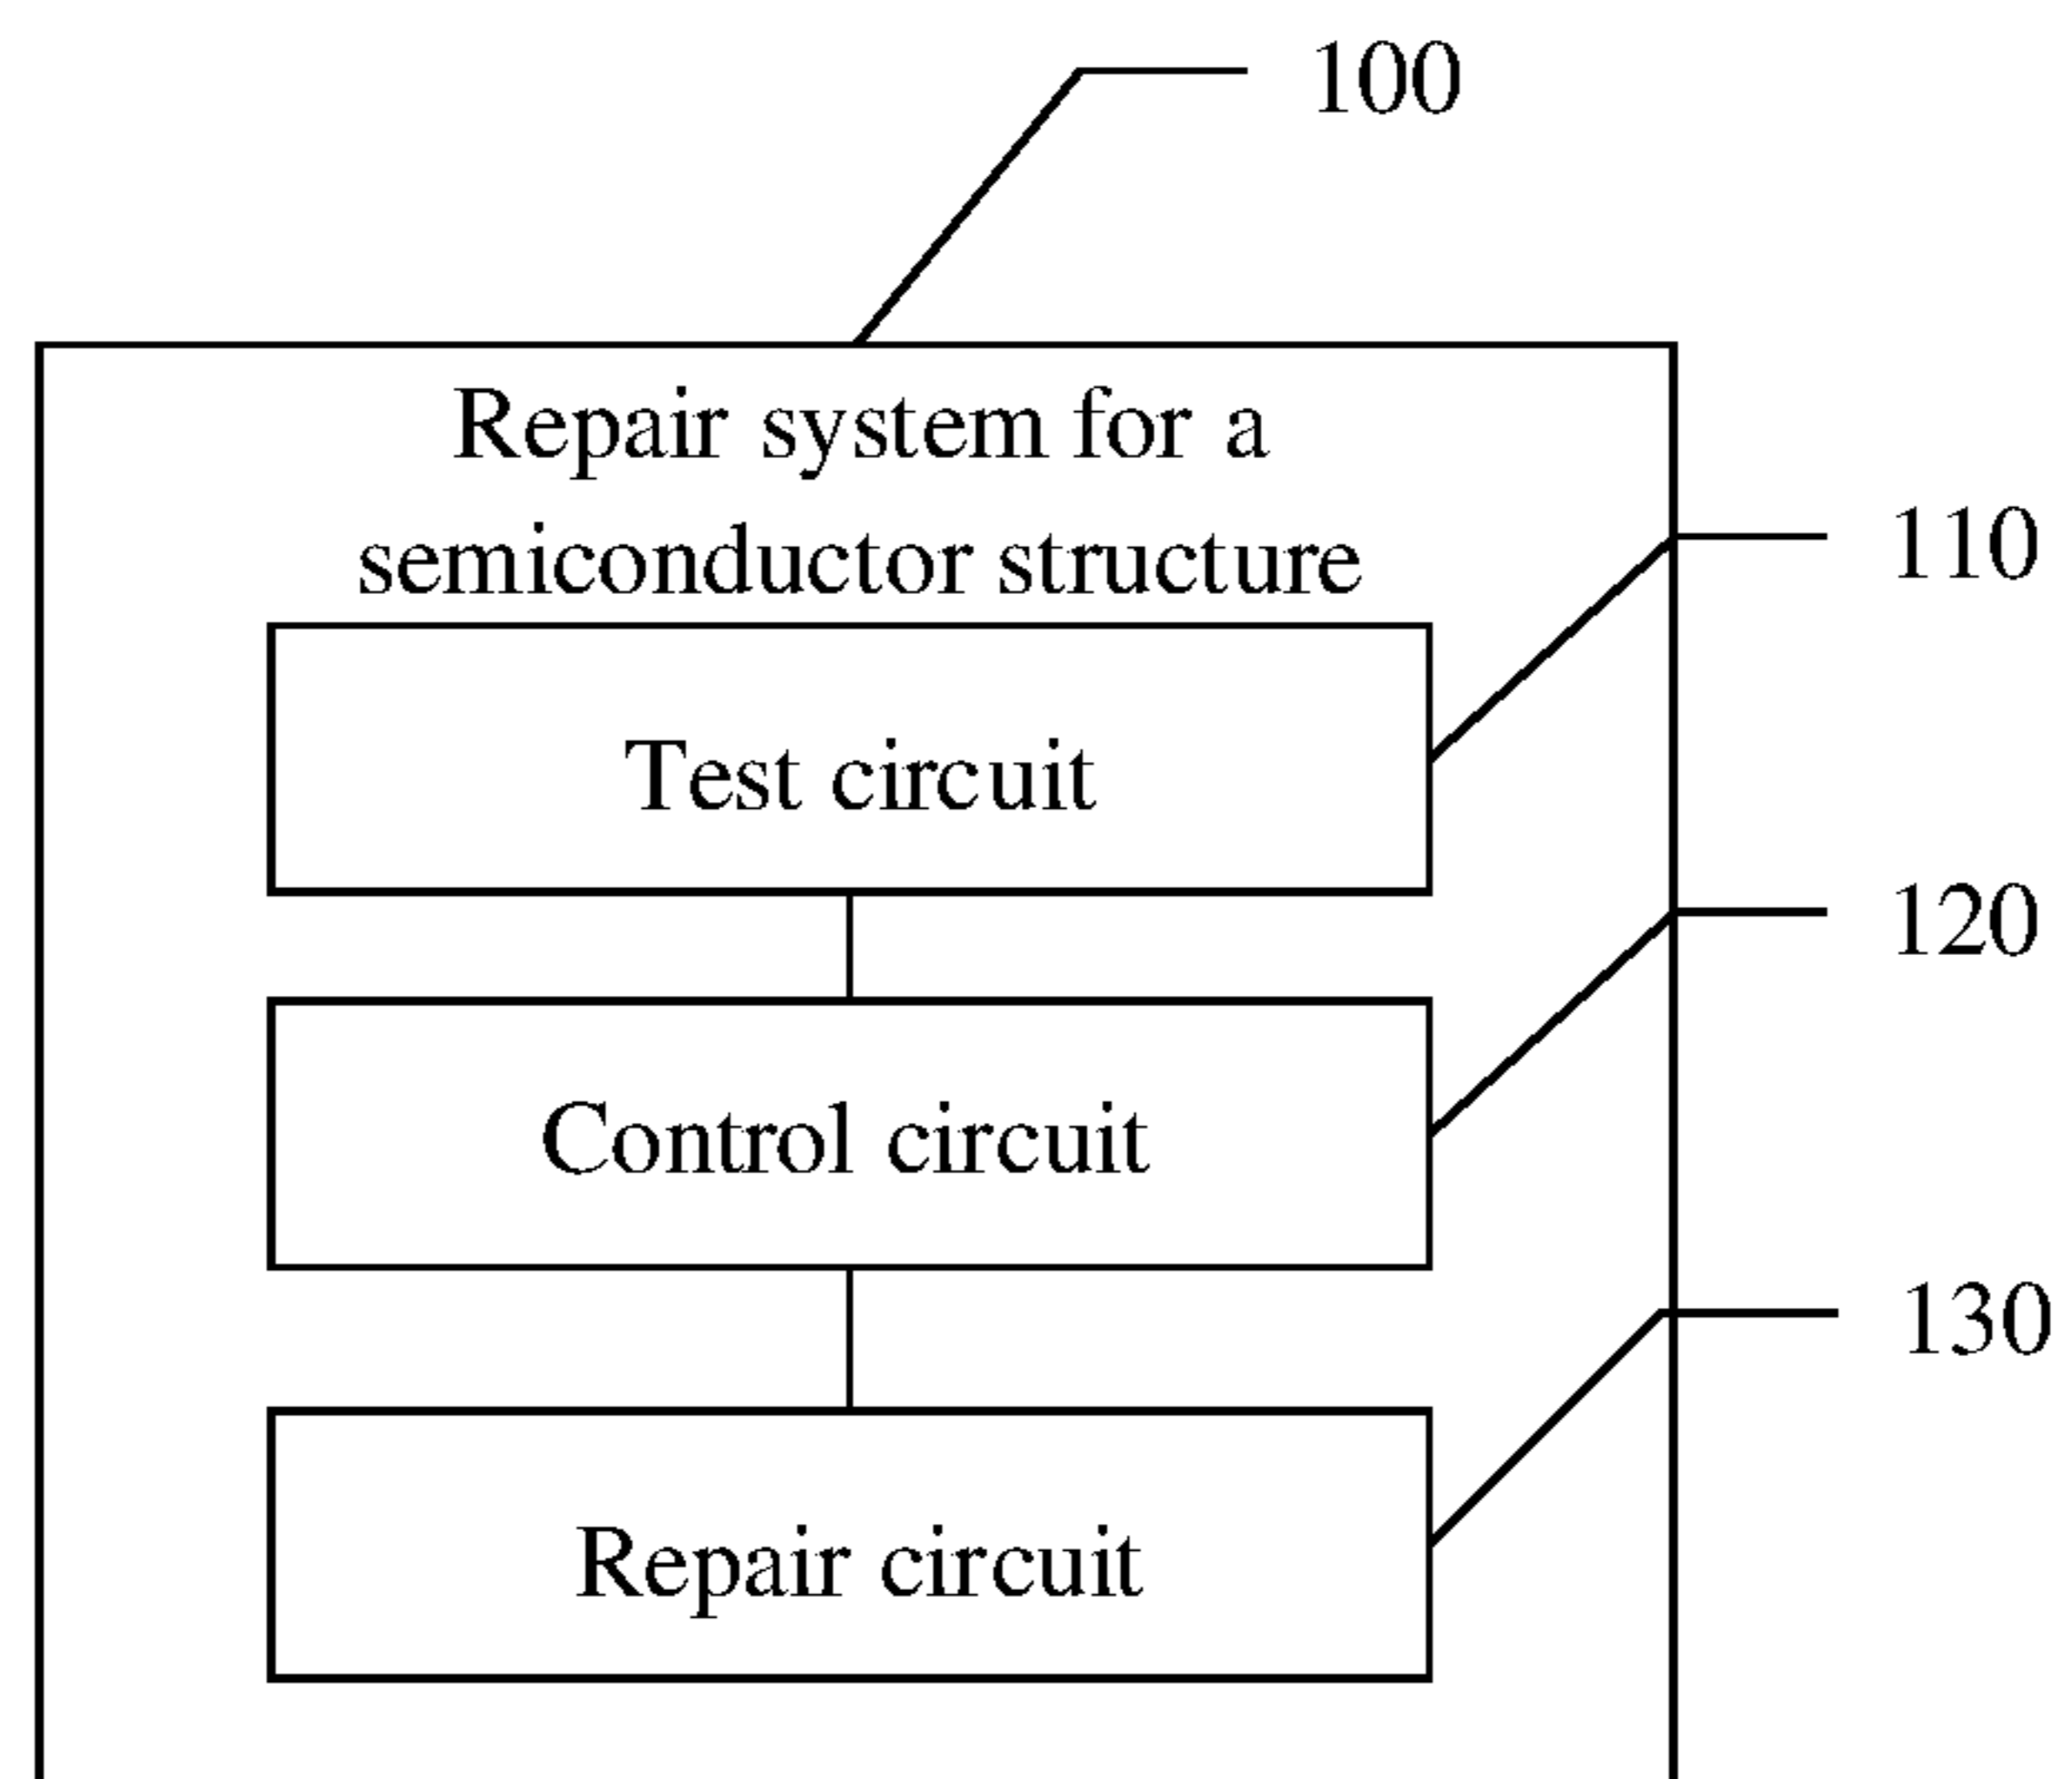 100
Repair system for a
semiconductor structure
110
Test circuit
120
Control circuit
130
Repair circuit